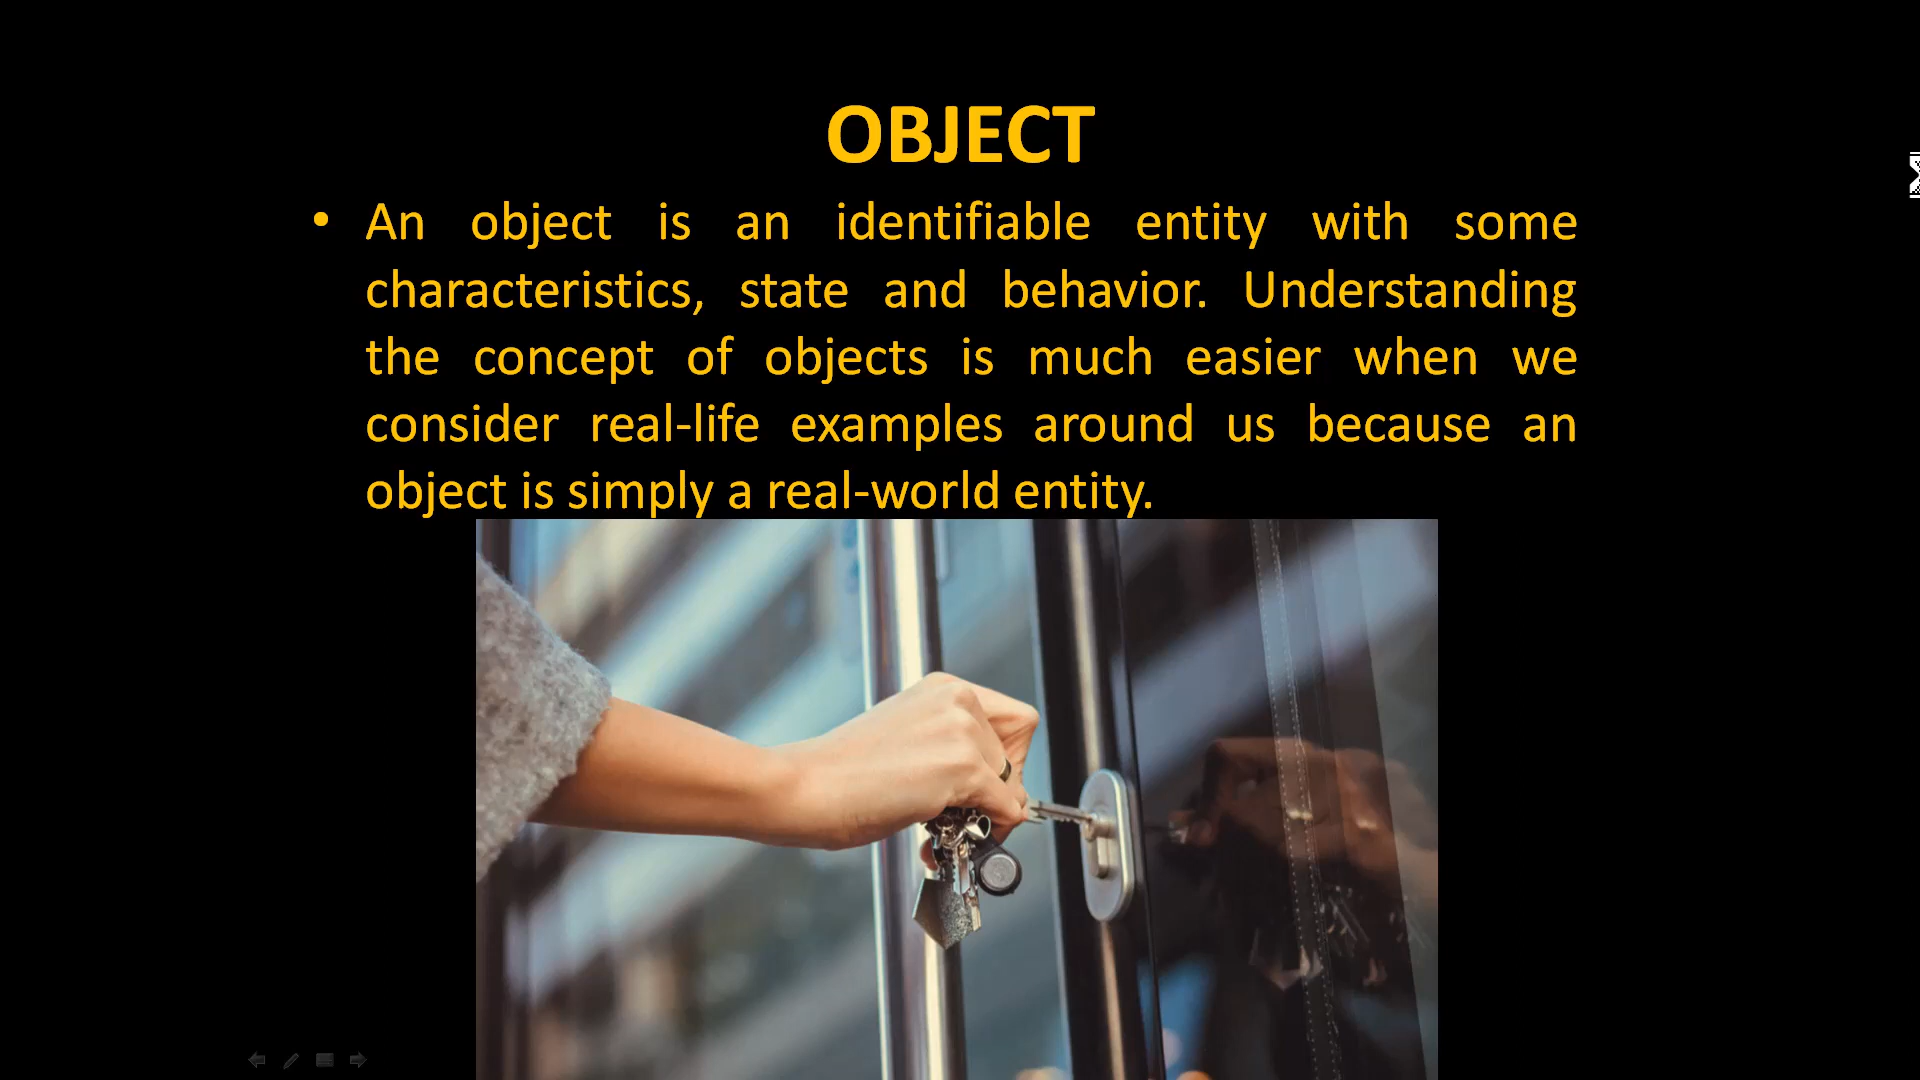 OBJECT
• An object is an identifiable entity with some
characteristics, state and behavior. Understanding
the concept of objects is much easier when we
consider real-life examples around us because an
object is simply a real-world entity.